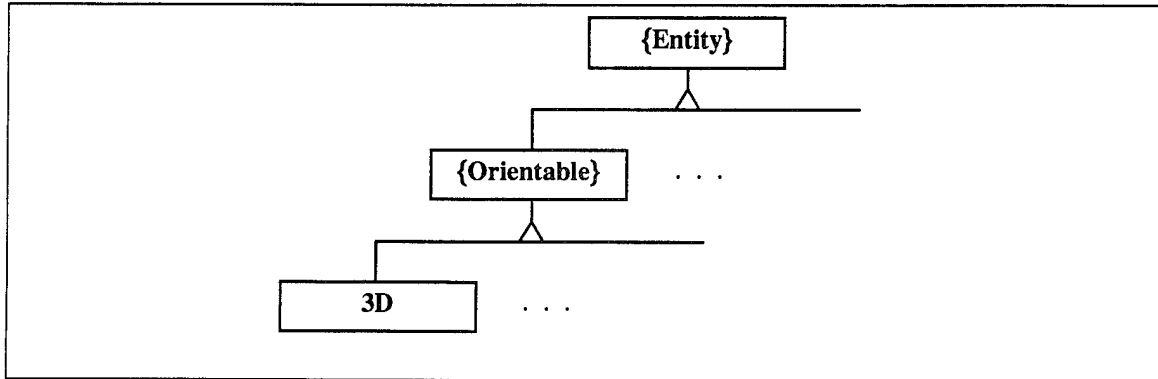 {Entity}
{Orientable} . . .
3D . . .